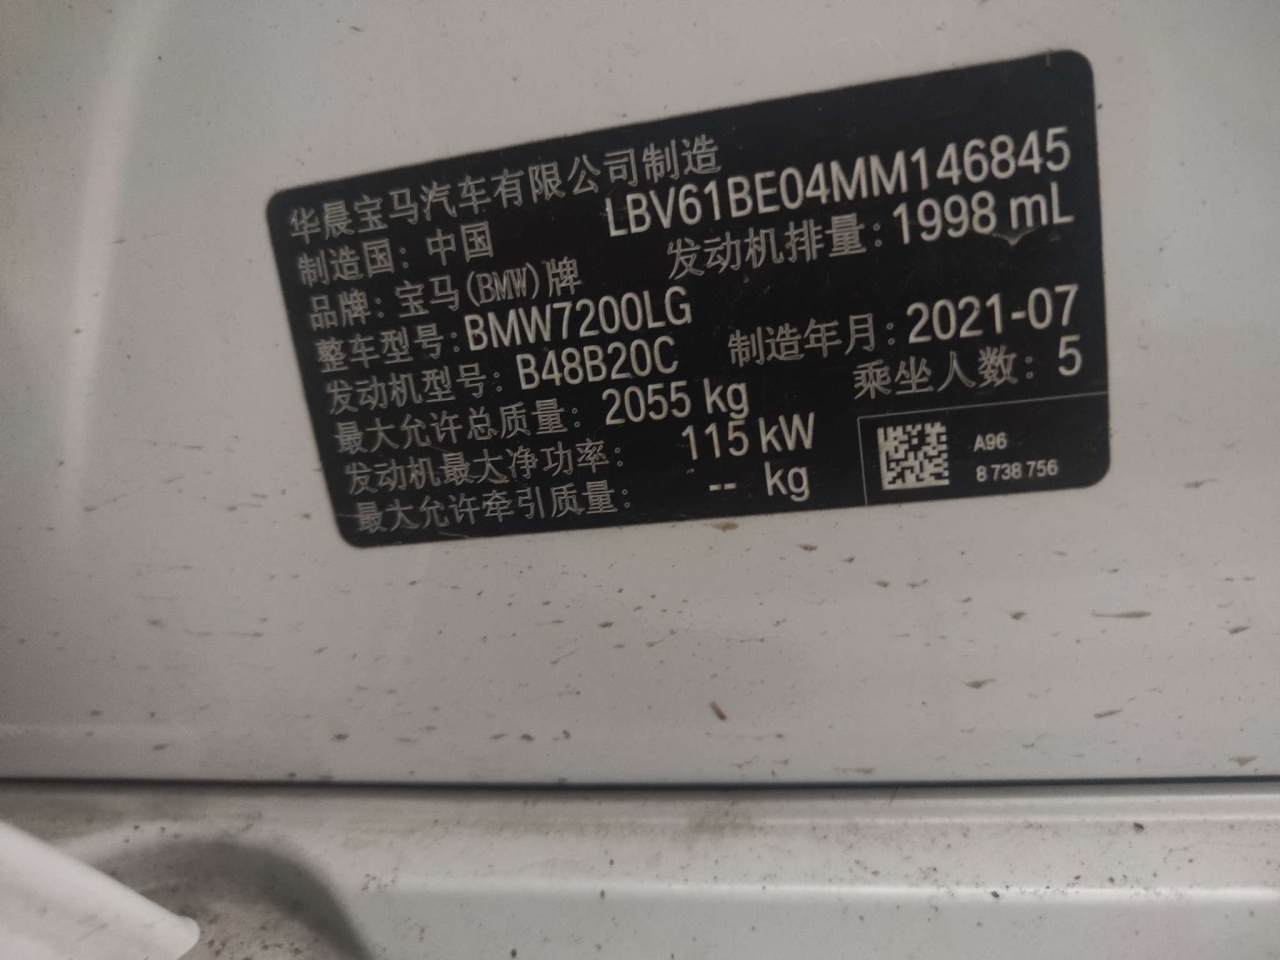 华晨宝马汽车有限公司制造
LBV61BE04MM146845
制造国：中国
发动机排量：1998 mL
品牌：宝马(BMW)牌
整车型号：BMW7200LG
制造年月：2021-07
发动机型号：B48B20C
乘坐人数：5
最大允许总质量：2055 kg
发动机最大净功率：115 kW
最大允许牵引质量：-- kg
A96
8 738 756